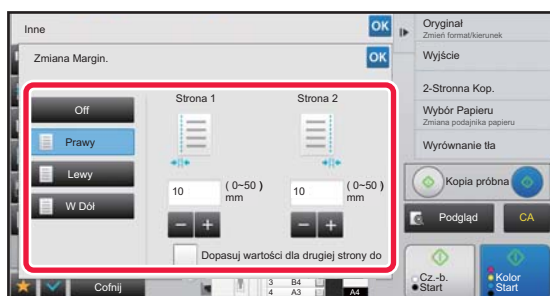 Inne
OK
Zmiana Margin.
OK
Off
Prawy
Lewy
W Dół
Strona 1
Strona 2
10
( 0~50 )
mm
10
( 0~50 )
mm
Dopasuj wartości dla drugiej strony do
Cofnij
3 B4
4 A3
A4
Oryginał
Zmień format/kierunek
Wyjście
2-Stronna Kop.
Wybór Papieru
Zmiana podajnika papieru
Wyrównanie tła
Kopia próbna
Podgląd
CA
Cz.-b.
Start
Kolor
Start